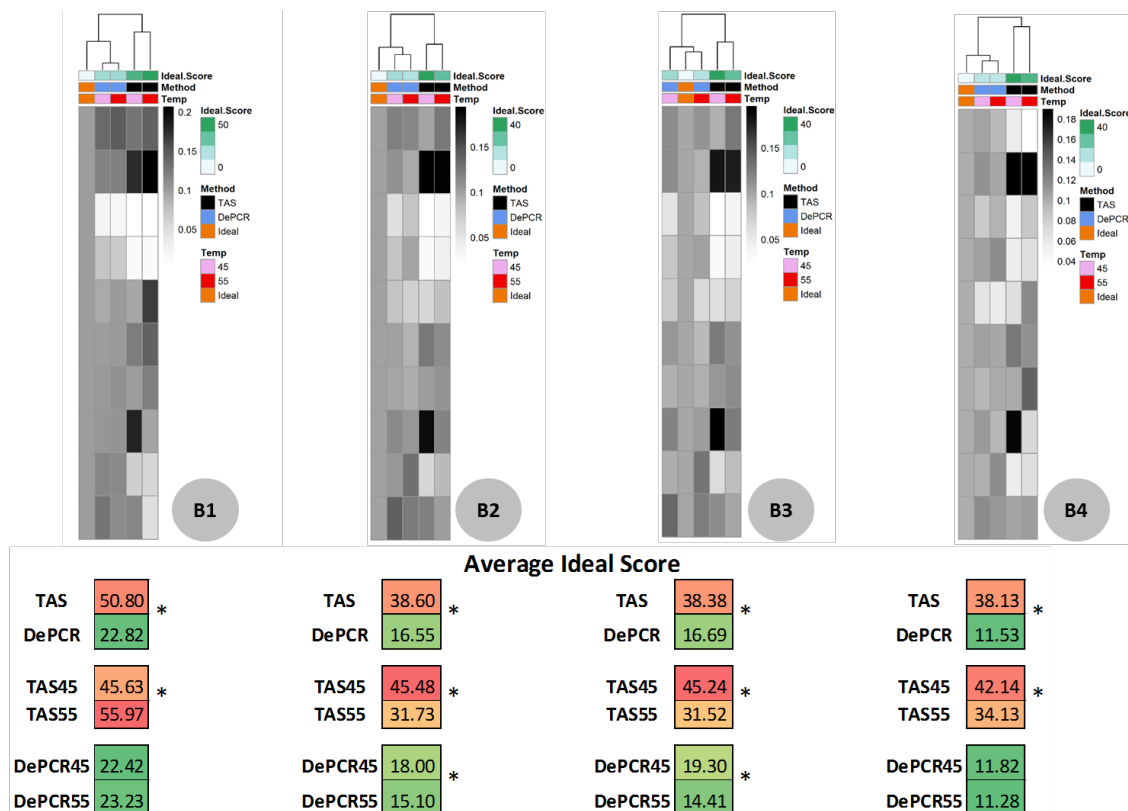 Ideal.Score
Method
Temp
0.2
0.15
0.1
0.05
Ideal.Score
50
0
Method
TAS
DePCR
Ideal
Temp
45
55
Ideal
B1
Ideal.Score
Method
Temp
0.15
0.1
0.05
Ideal.Score
40
0
Method
TAS
DePCR
Ideal
Temp
45
55
Ideal
B2
Ideal.Score
Method
Temp
0.15
0.1
0.05
Ideal.Score
40
0
Method
TAS
DePCR
Ideal
Temp
45
55
Ideal
B3
Ideal.Score
Method
Temp
0.18
0.16
0.14
0.12
0.1
0.08
0.06
0.04
Ideal.Score
40
0
Method
TAS
DePCR
Ideal
Temp
45
55
Ideal
B4
Average Ideal Score
TAS 50.80 * TAS 38.60 * TAS 38.38 * TAS 38.13 *
DePCR 22.82 DePCR 16.55 DePCR 16.69 DePCR 11.53
TAS45 45.63 * TAS45 45.48 * TAS45 45.24 * TAS45 42.14 *
TAS55 55.97 TAS55 31.73 TAS55 31.52 TAS55 34.13
DePCR45 22.42 DePCR45 18.00 * DePCR45 19.30 * DePCR45 11.82
DePCR55 23.23 DePCR55 15.10 DePCR55 14.41 DePCR55 11.28